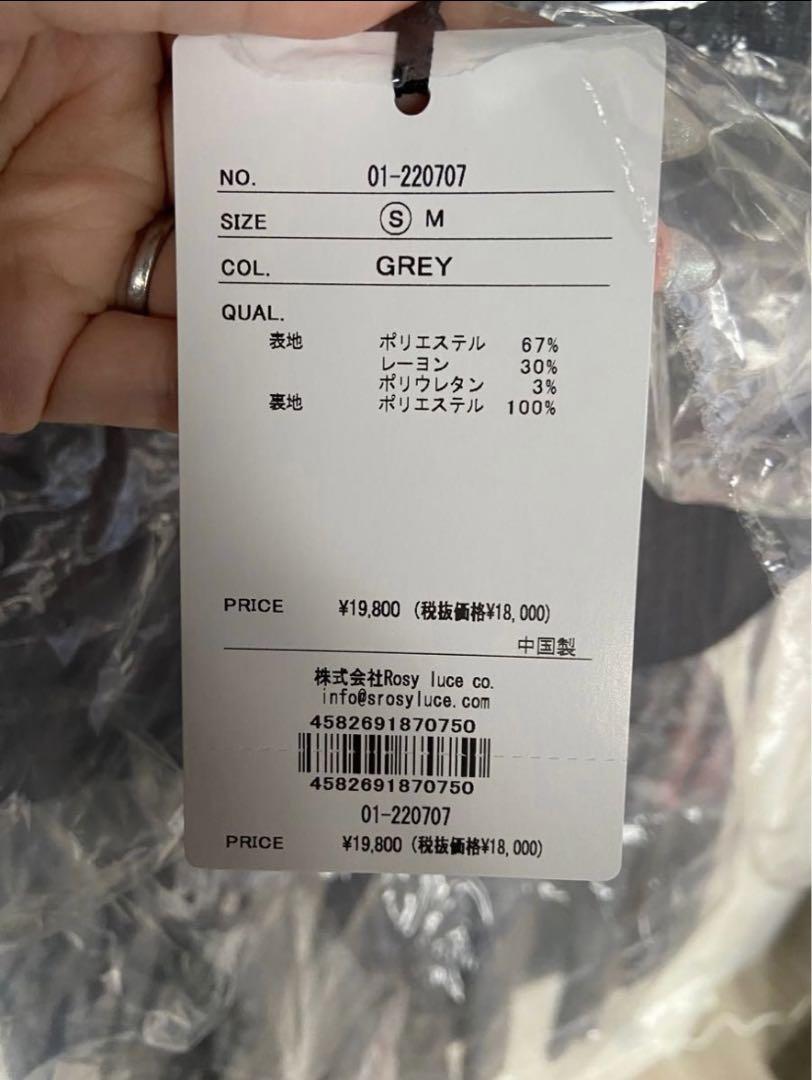 NO. 01-220707
SIZE Ⓢ M
COL. GREY
QUAL.
表地 ポリエステル 67%
レーヨン 30%
ポリウレタン 3%
裏地 ポリエステル 100%
PRICE ¥19,800 (税抜価格¥18,000)
中国製
株式会社Rosy luce co.
info@srosyluce.com
4582691870750
4582691870750
01-220707
PRICE ¥19,800 (税抜価格¥18,000)